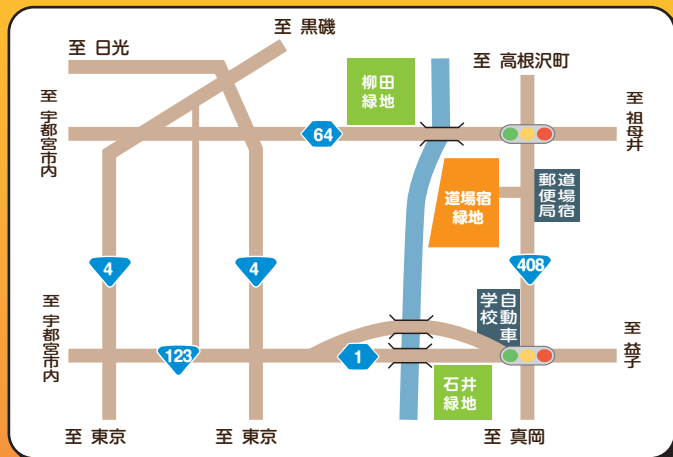 至 黒磯
至 日光
至 高根沢町
柳田
緑地
至 宇都宮市内
64
至 祖母井
道場宿
緑地
道場宿
郵便局
4
4
408
自動車
学校
至 宇都宮市内
123
1
至 益子
石井
緑地
至 東京
至 東京
至 真岡